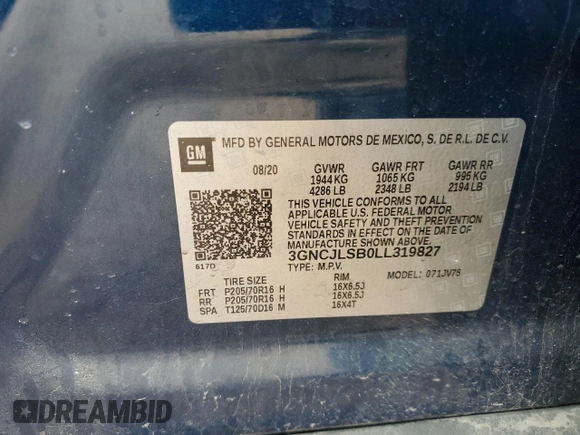 GM
MFD BY GENERAL MOTORS DE MEXICO, S. DE R.L. DE C.V.
08/20 GVWR GAWR FRT GAWR RR
1944 KG 1065 KG 995 KG
4286 LB 2348 LB 2194 LB
THIS VEHICLE CONFORMS TO ALL
APPLICABLE U.S. FEDERAL MOTOR
VEHICLE SAFETY AND THEFT PREVENTION
STANDARDS IN EFFECT ON THE DATE OF
MANUFACTURE SHOWN ABOVE.
3GNCJLSB0LL319827
617D TYPE: M.P.V. MODEL: 071JV76
TIRE SIZE RIM
FRT P205/70R16 H 16X6.5J
RR P205/70R16 H 16X6.5J
SPA T125/70D16 M 16X4T
DREAMBID